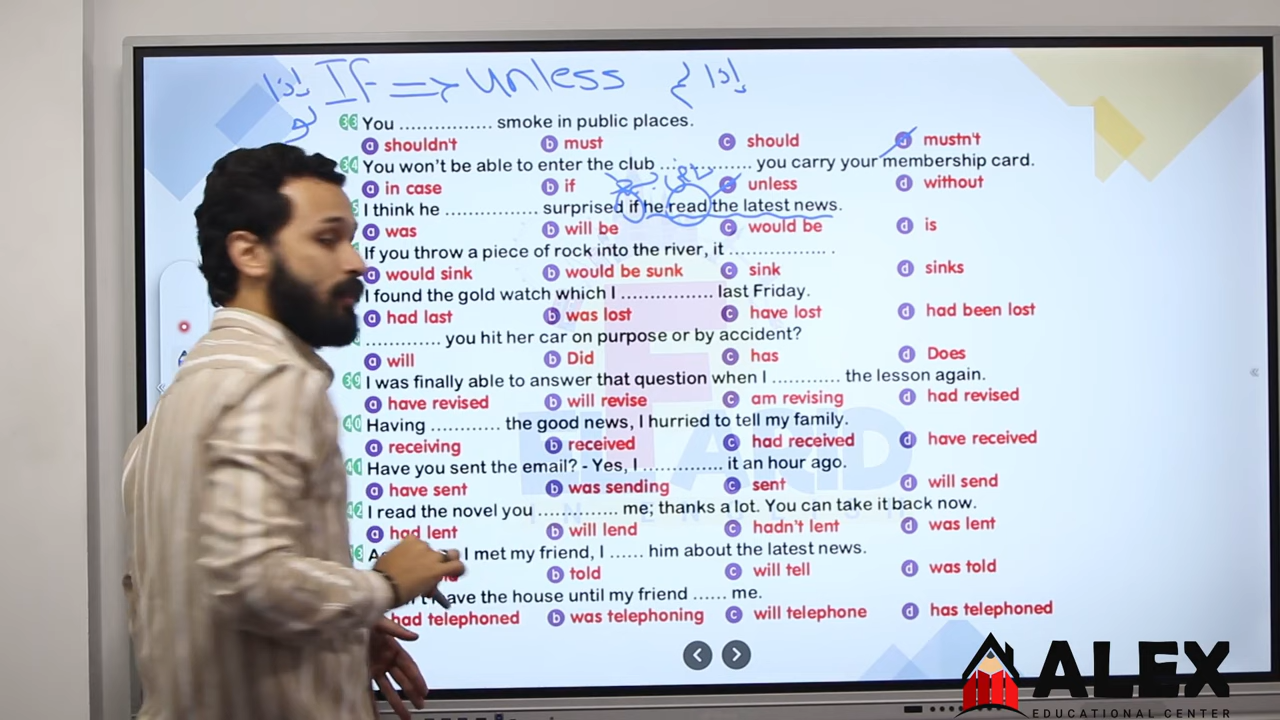 إذا If => unless إذا لم
لو
33 You ................ smoke in public places.
a shouldn't b must c should d mustn't
34 You won't be able to enter the club ................ you carry your membership card.
a in case b if c unless d without
I think he ................ surprised if he read the latest news.
a was b will be c would be d is
If you throw a piece of rock into the river, it ................ .
a would sink b would be sunk c sink d sinks
I found the gold watch which I ................ last Friday.
a had last b was lost c have lost d had been lost
............. you hit her car on purpose or by accident?
a will b Did c has d Does
39 I was finally able to answer that question when I ............ the lesson again.
a have revised b will revise c am revising d had revised
40 Having ............ the good news, I hurried to tell my family.
a receiving b received c had received d have received
41 Have you sent the email? - Yes, I .............. it an hour ago.
a have sent b was sending c sent d will send
42 I read the novel you .............. me; thanks a lot. You can take it back now.
a had lent b will lend c hadn't lent d was lent
I met my friend, I ...... him about the latest news.
b told c will tell d was told
the house until my friend ...... me.
had telephoned b was telephoning c will telephone d has telephoned
ALEX
EDUCATIONAL CENTER